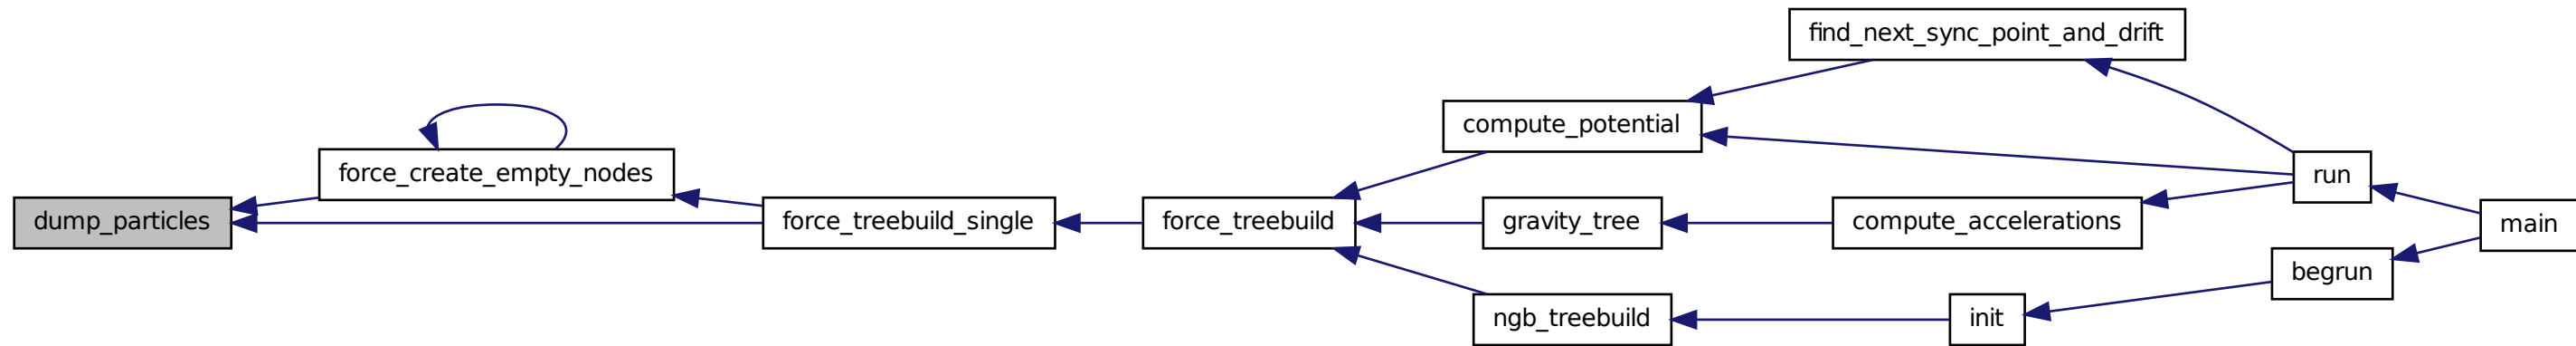 find_next_sync_point_and_drift
compute_potential
force_create_empty_nodes
run
dump_particles
force_treebuild_single
force_treebuild
gravity_tree
compute_accelerations
main
begrun
ngb_treebuild
init